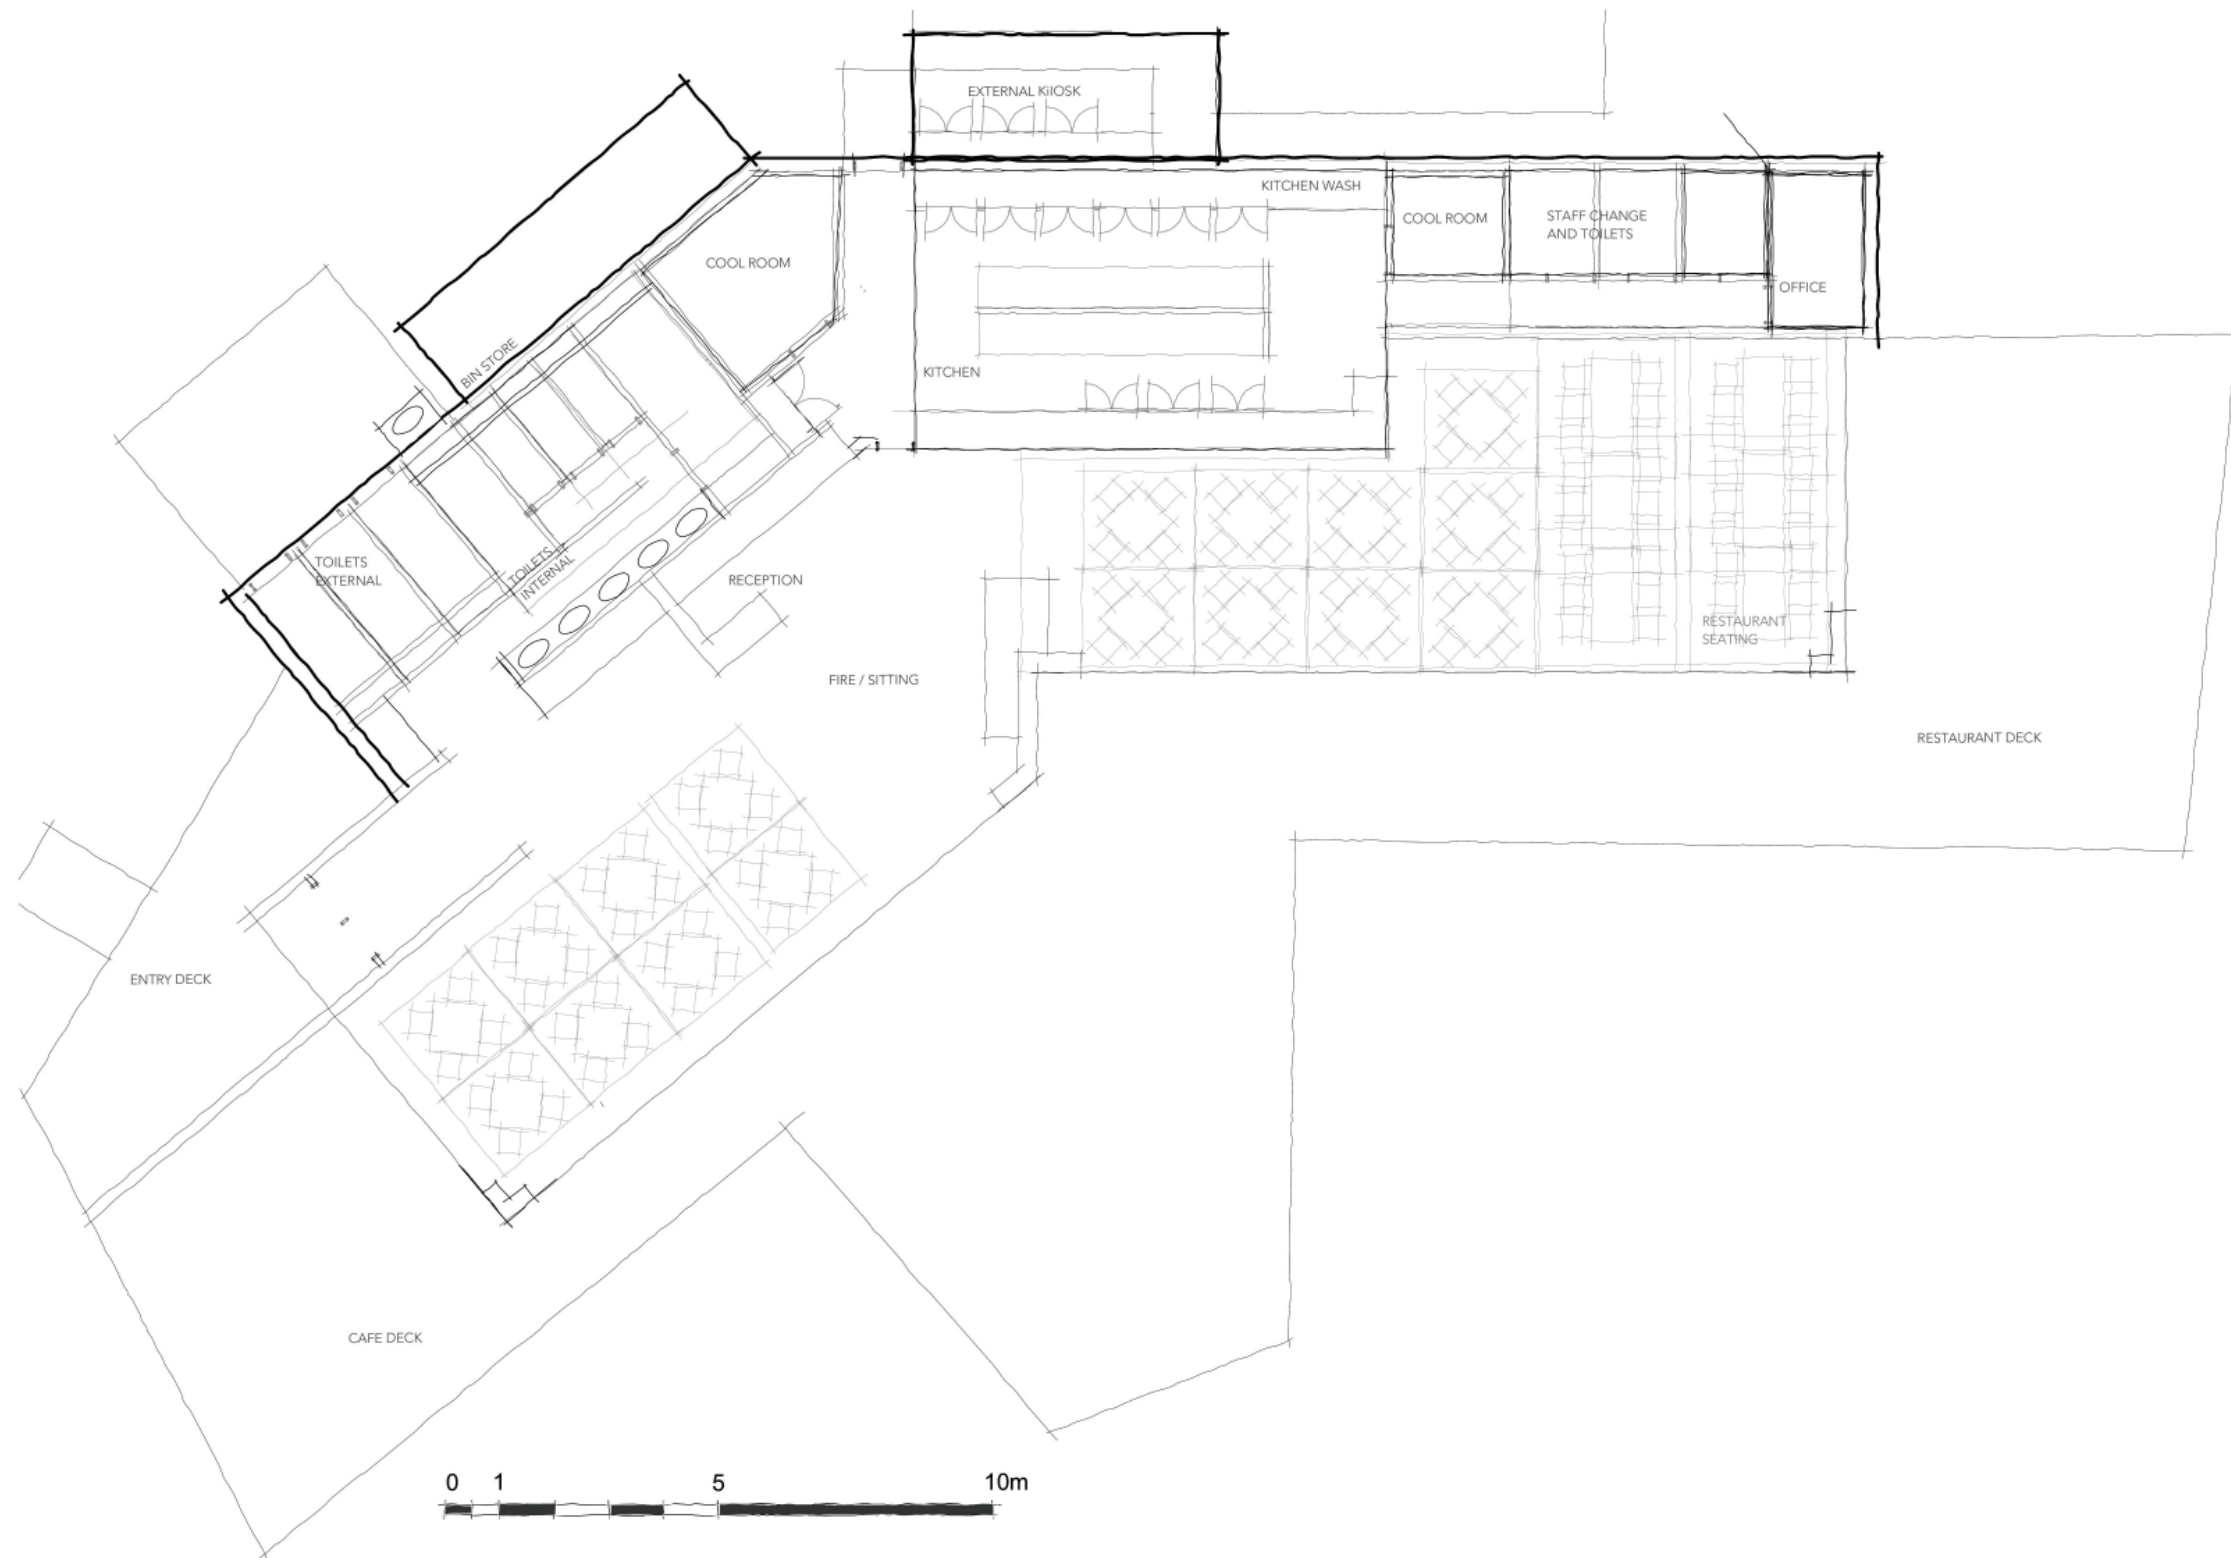 EXTERNAL KiIOSK
KITCHEN WASH
COOL ROOM
STAFF CHANGE
AND TOILETS
COOL ROOM
OFFICE
BIN STORE
KITCHEN
TOILETS
EXTERNAL
TOILETS
INTERNAL
RECEPTION
RESTAURANT
SEATING
FIRE / SITTING
RESTAURANT DECK
ENTRY DECK
CAFE DECK
0 1 5 10m